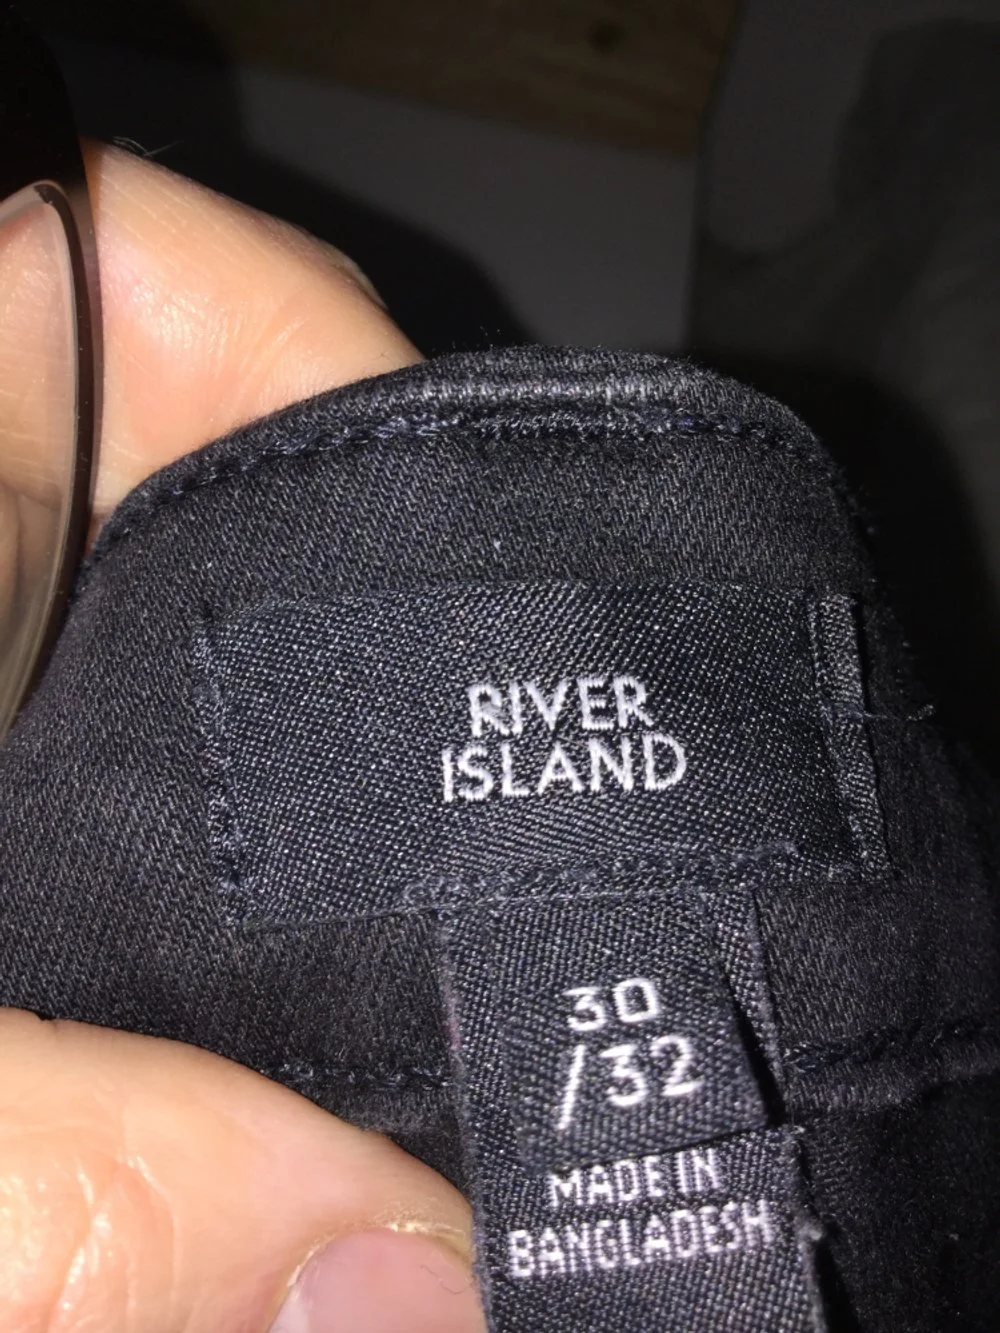 RIVER
ISLAND
30
/32
MADE IN
BANGLADESH